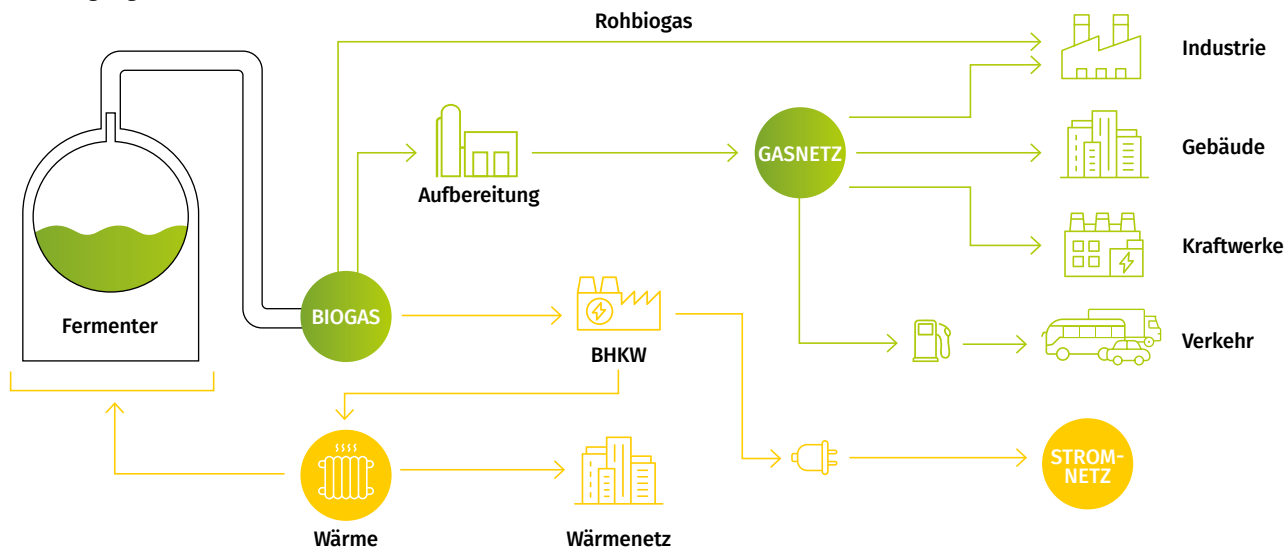 Rohbiogas
Industrie
GASNETZ
Gebäude
Aufbereitung
Kraftwerke
Fermenter
BIOGAS
BHKW
Verkehr
STROM-
NETZ
Wärme
Wärmenetz